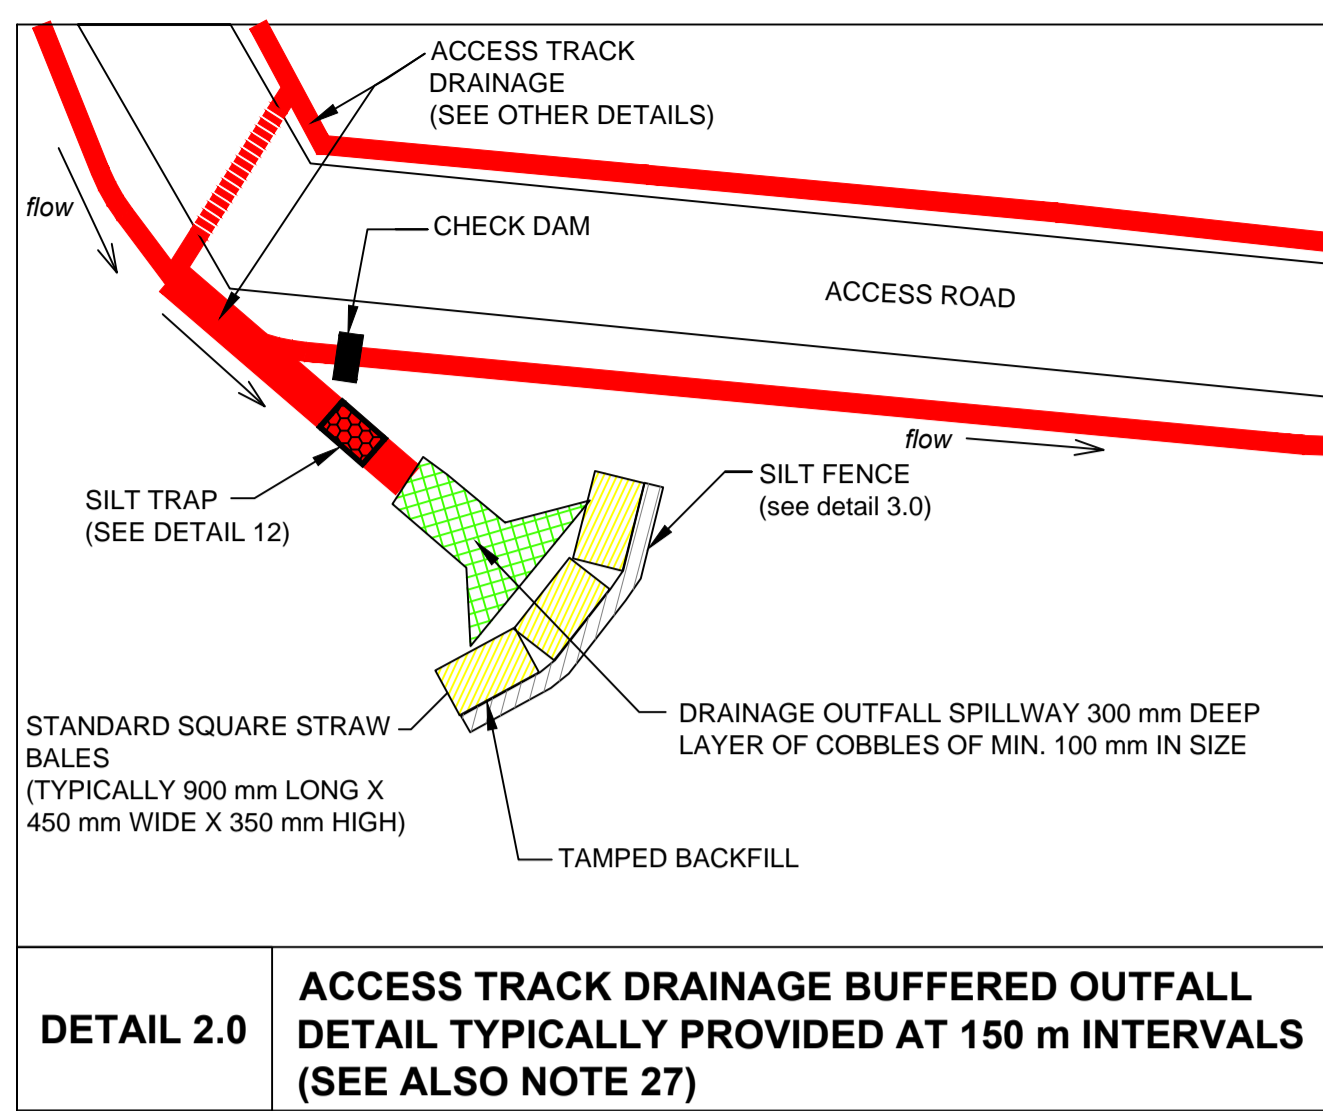 ACCESS TRACK
DRAINAGE
(SEE OTHER DETAILS)
flow
CHECK DAM
ACCESS ROAD
flow
SILT FENCE
(see detail 3.0)
SILT TRAP
(SEE DETAIL 12)
STANDARD SQUARE STRAW
BALES
(TYPICALLY 900 mm LONG X
450 mm WIDE X 350 mm HIGH)
DRAINAGE OUTFALL SPILLWAY 300 mm DEEP
LAYER OF COBBLES OF MIN. 100 mm IN SIZE
TAMPED BACKFILL
DETAIL 2.0
ACCESS TRACK DRAINAGE BUFFERED OUTFALL
DETAIL TYPICALLY PROVIDED AT 150 m INTERVALS
(SEE ALSO NOTE 27)